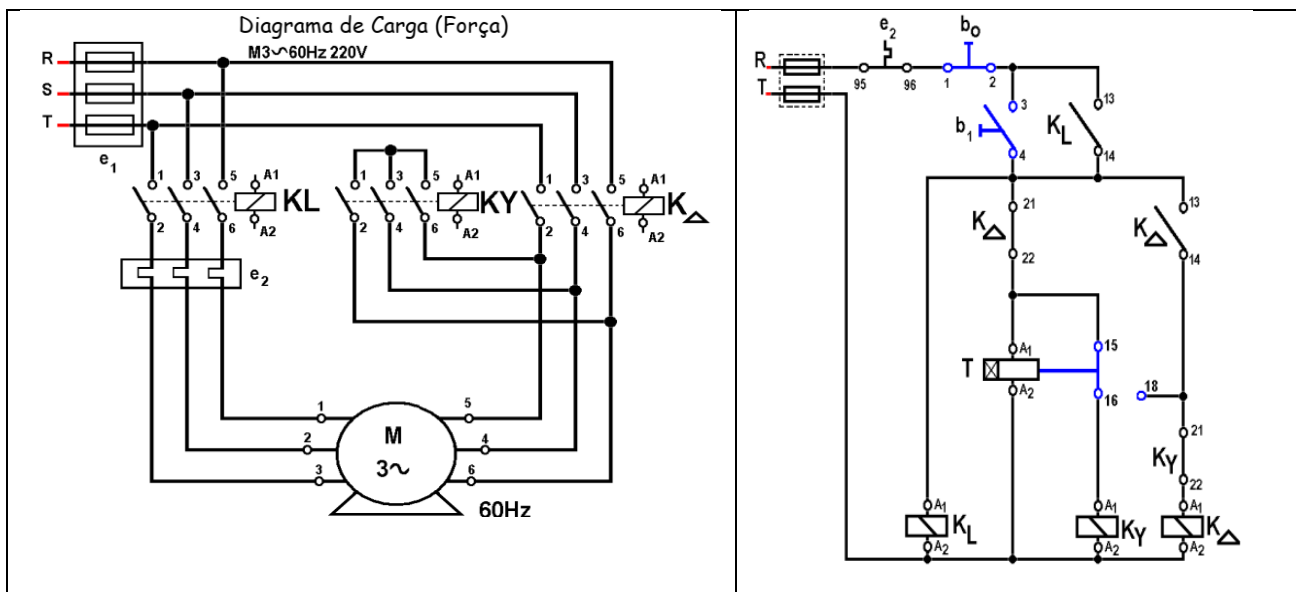 Diagrama de Carga (Força)
M3~60Hz 220V
R
S
T
e1
1 3 5 A1
KL
2 4 6 A2
1 3 5 A1
KY
2 4 6 A2
1 3 5 A1
K△
2 4 6 A2
e2
1 5
2 4
3 6
M
3~
60Hz
e2 b0
R
T
95 96 1 2
3 13
b1 KL
4 14
21 13
K△ K△
22 14
15
A1
T
A2
16 18
21
KY
22
A1 A1 A1
KL KY K△
A2 A2 A2